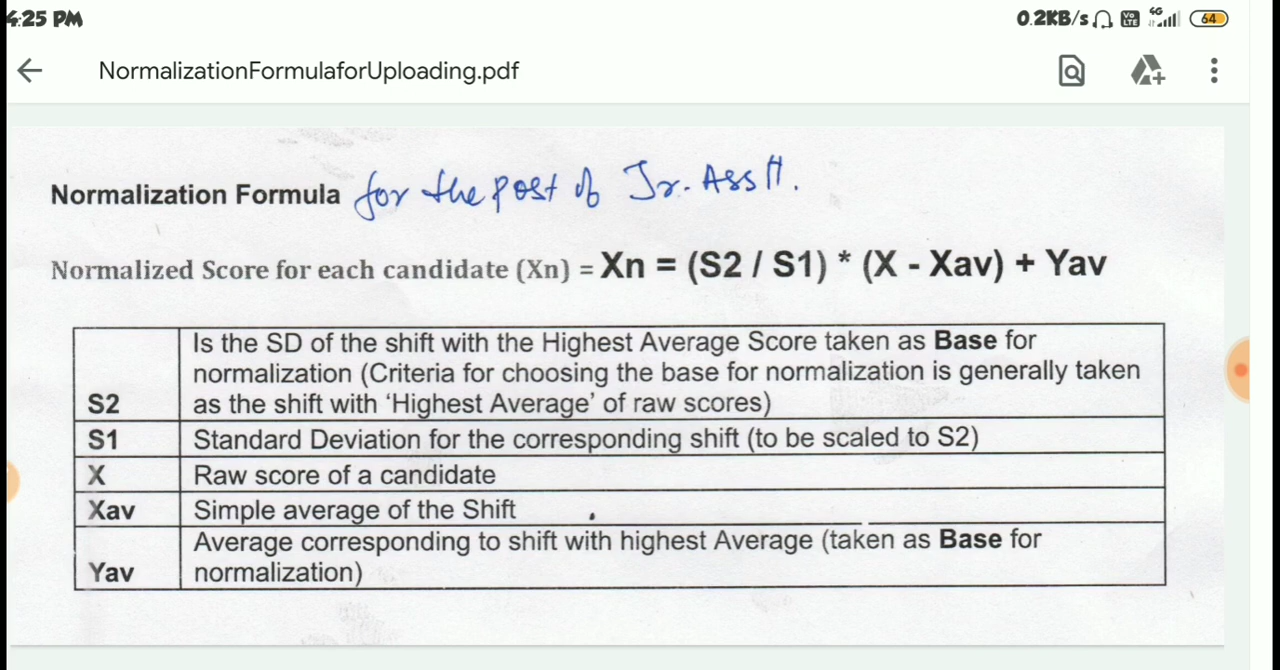 4:25 PM
0.2KB/s Vo LTE 4G 64
NormalizationFormulaforUploading.pdf
Normalization Formula for the post of Jr. Asstt.
Normalized Score for each candidate (Xn) = Xn = (S2 / S1) * (X - Xav) + Yav
Is the SD of the shift with the Highest Average Score taken as Base for
normalization (Criteria for choosing the base for normalization is generally taken
S2 as the shift with ‘Highest Average’ of raw scores)
S1 Standard Deviation for the corresponding shift (to be scaled to S2)
X Raw score of a candidate
Xav Simple average of the Shift
Average corresponding to shift with highest Average (taken as Base for
Yav normalization)